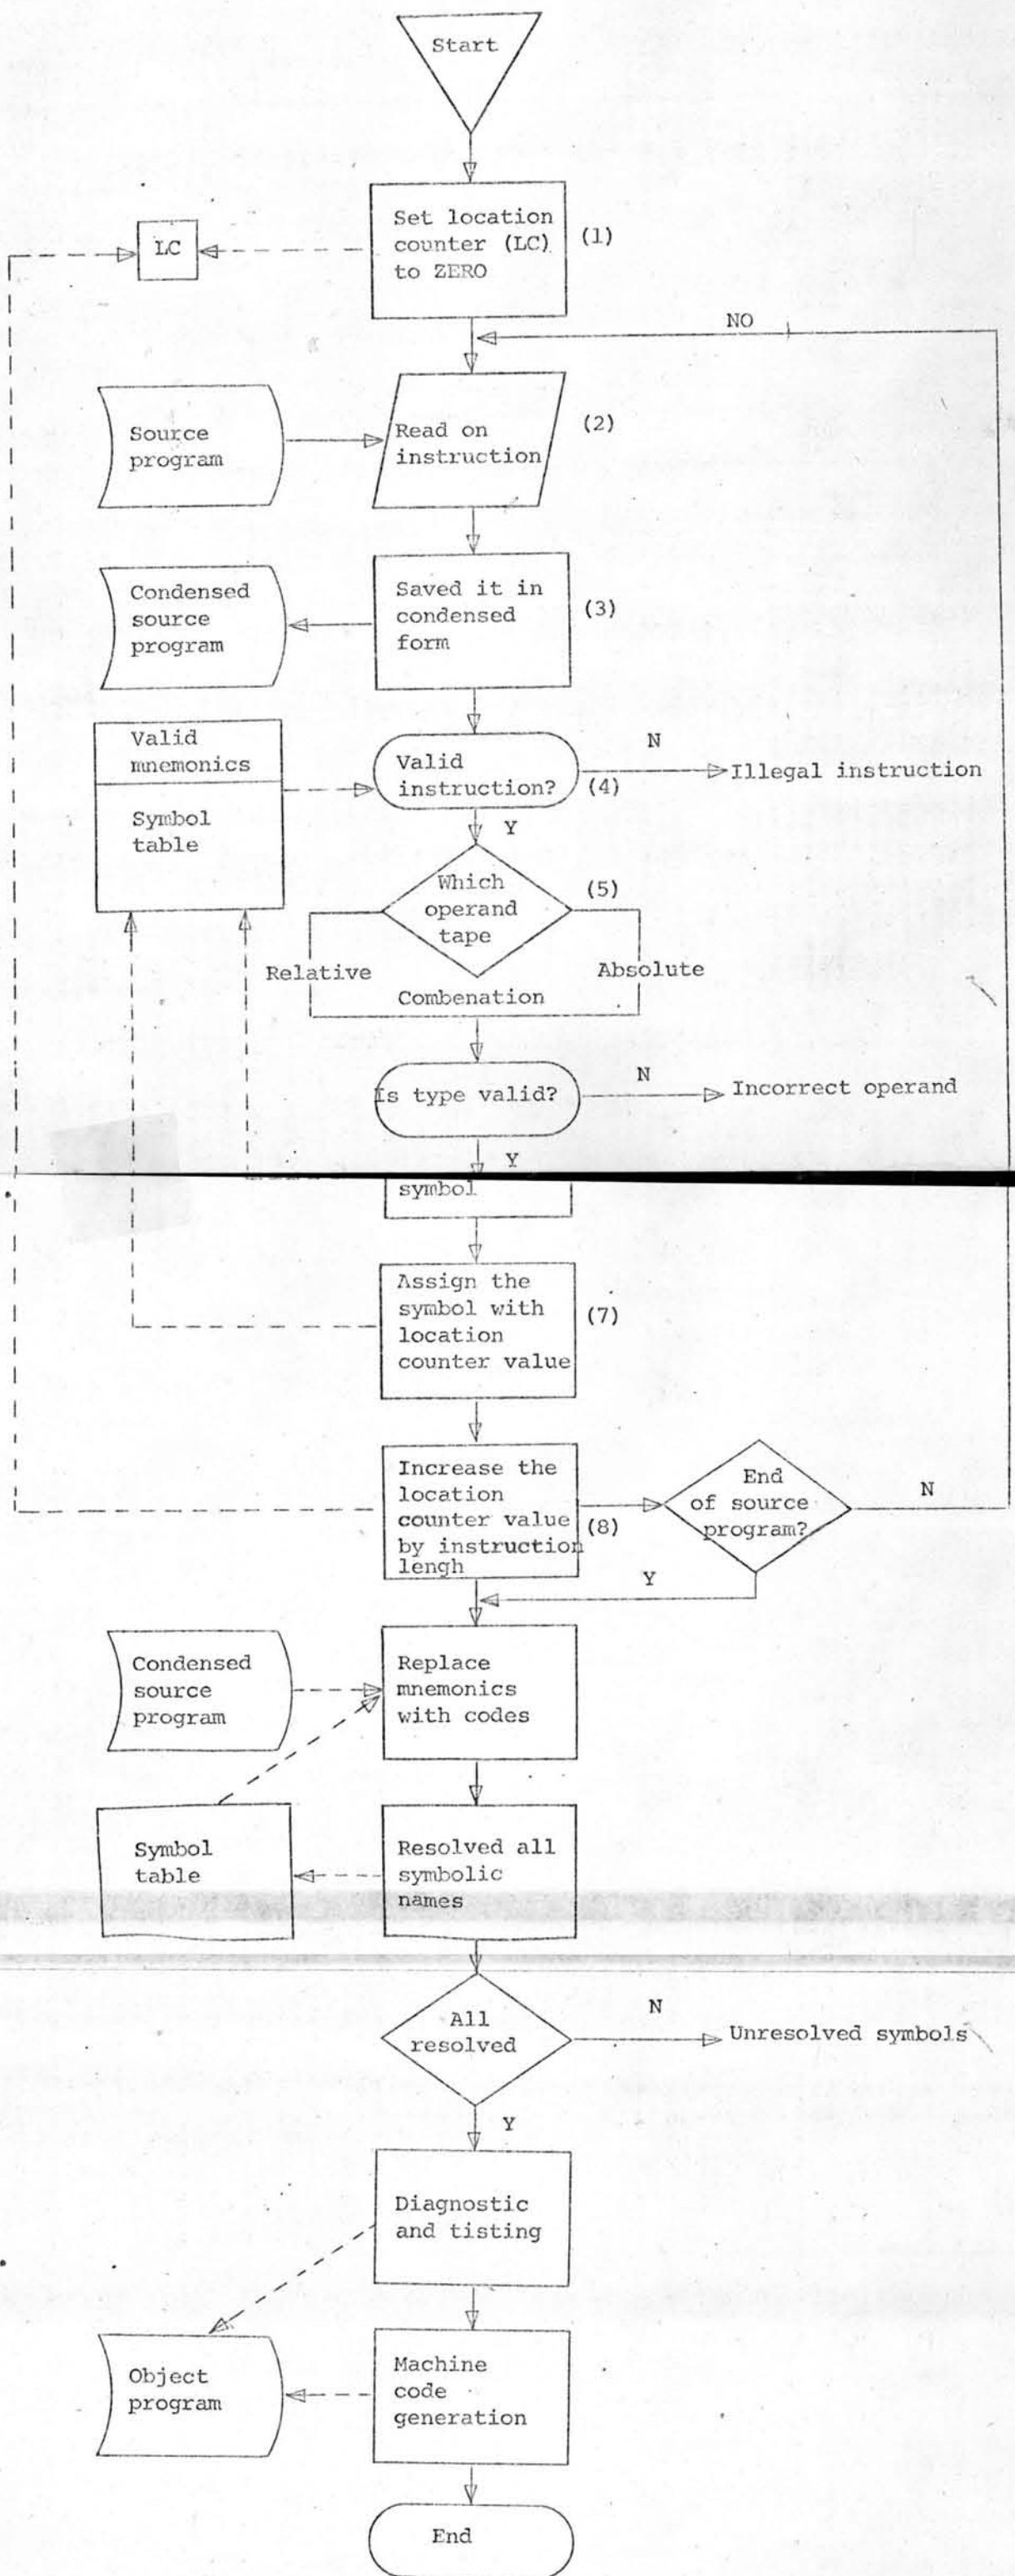 Start
Set location
counter (LC)
to ZERO
(1)
LC
NO
Source
program
Read on
instruction
(2)
Condensed
source
program
Saved it in
condensed
form
(3)
Valid
mnemonics
Symbol
table
Valid
instruction?
(4)
N
Illegal instruction
Y
Which
operand
tape
(5)
Relative
Absolute
Combenation
Is type valid?
N
Incorrect operand
Y
symbol
Assign the
symbol with
location
counter value
(7)
Increase the
location
counter value
by instruction
lengh
(8)
End
of source
program?
N
Y
Condensed
source
program
Replace
mnemonics
with codes
Symbol
table
Resolved all
symbolic
names
All
resolved
N
Unresolved symbols
Y
Diagnostic
and tisting
Object
program
Machine
code
generation
End